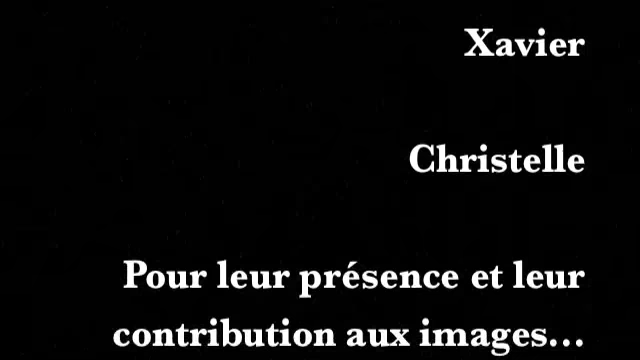 Xavier
Christelle
Pour leur présence et leur
contribution aux images...